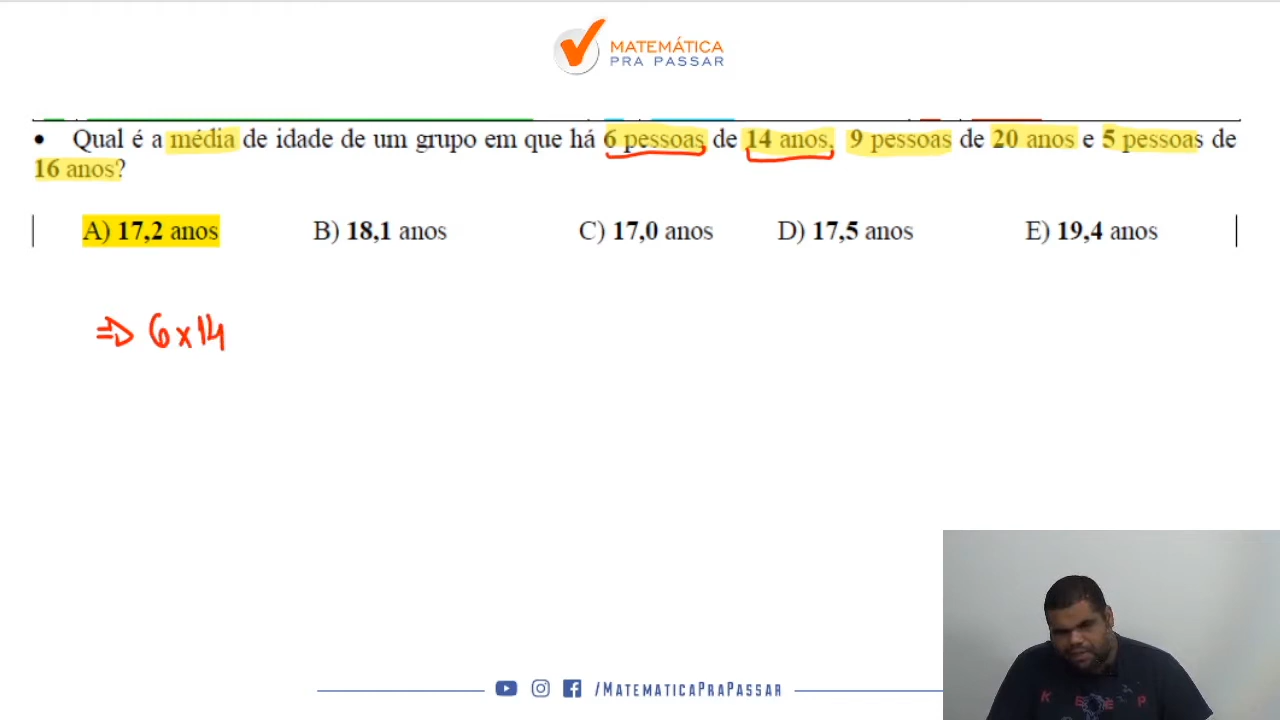 MATEMÁTICA
PRA PASSAR
• Qual é a média de idade de um grupo em que há 6 pessoas de 14 anos, 9 pessoas de 20 anos e 5 pessoas de
16 anos?
A) 17,2 anos B) 18,1 anos C) 17,0 anos D) 17,5 anos E) 19,4 anos
⇒ 6x14
/MATEMATICAPRAPASSAR
K E E P